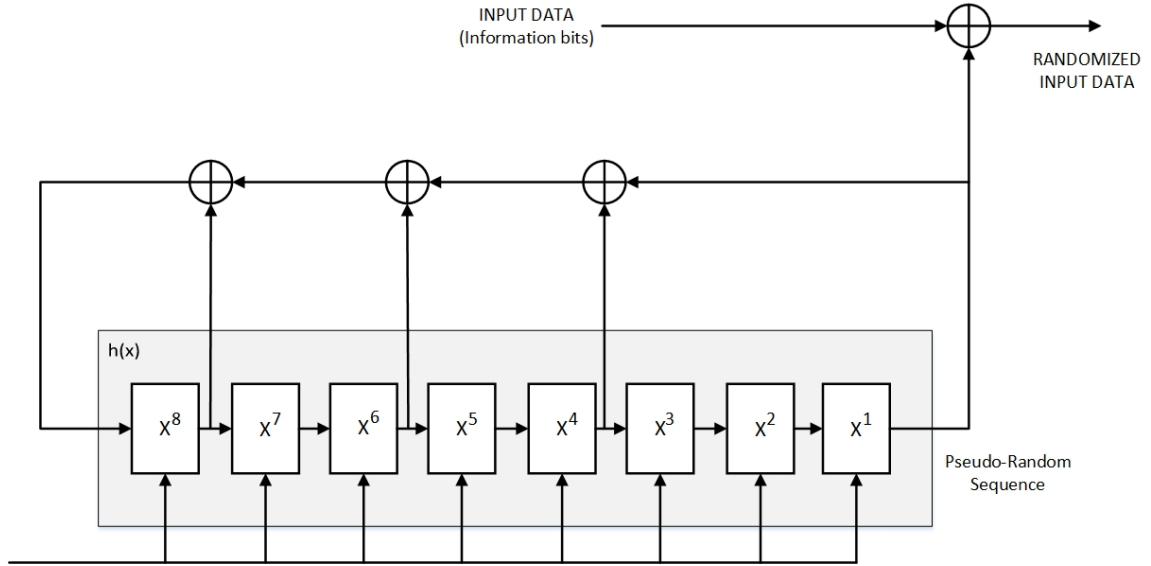 INPUT DATA
(Information bits)
RANDOMIZED
INPUT DATA
h(x)
X⁸ X⁷ X⁶ X⁵ X⁴ X³ X² X¹
Pseudo-Random
Sequence